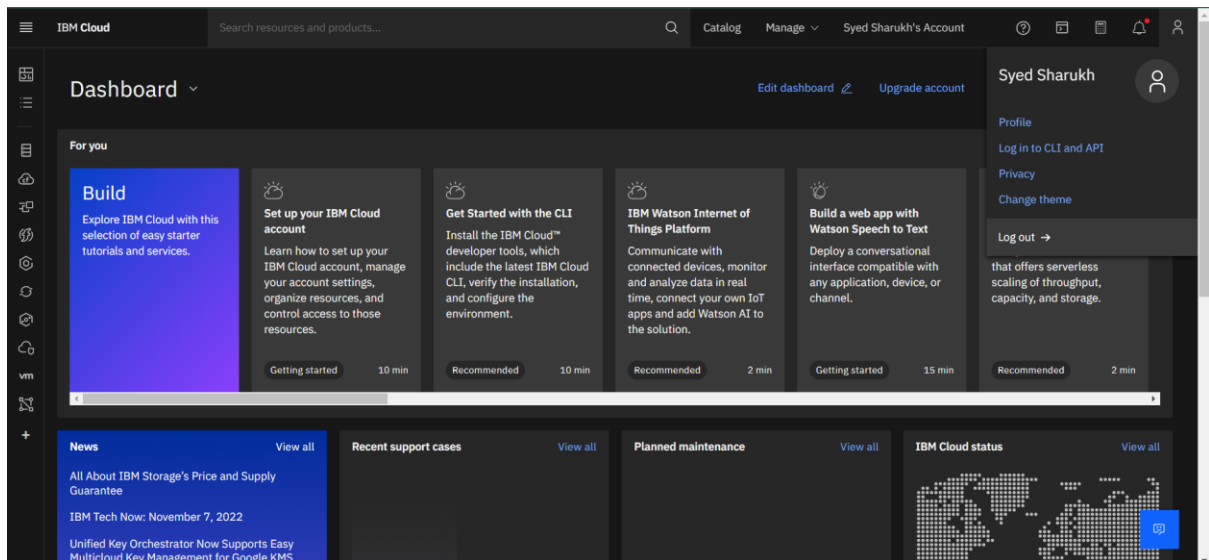 IBM Cloud
Search resources and products...
Catalog
Manage
Syed Sharukh's Account
Dashboard
Edit dashboard
Upgrade account
Syed Sharukh
Profile
Log in to CLI and API
Privacy
Change theme
Log out →
For you
Build
Explore IBM Cloud with this
selection of easy starter
tutorials and services.
Set up your IBM Cloud
account
Learn how to set up your
IBM Cloud account, manage
your account settings,
organize resources, and
control access to those
resources.
Getting started
10 min
Get Started with the CLI
Install the IBM Cloud™
developer tools, which
include the latest IBM Cloud
CLI, verify the installation,
and configure the
environment.
Recommended
10 min
IBM Watson Internet of
Things Platform
Communicate with
connected devices, monitor
and analyze data in real
time, connect your own IoT
apps and add Watson AI to
the solution.
Recommended
2 min
Build a web app with
Watson Speech to Text
Deploy a conversational
interface compatible with
any application, device, or
channel.
Getting started
15 min
that offers serverless
scaling of throughput,
capacity, and storage.
Recommended
2 min
vm
News
View all
All About IBM Storage's Price and Supply
Guarantee
IBM Tech Now: November 7, 2022
Unified Key Orchestrator Now Supports Easy
Multicloud Key Management for Google KMS
Recent support cases
View all
Planned maintenance
View all
IBM Cloud status
View all